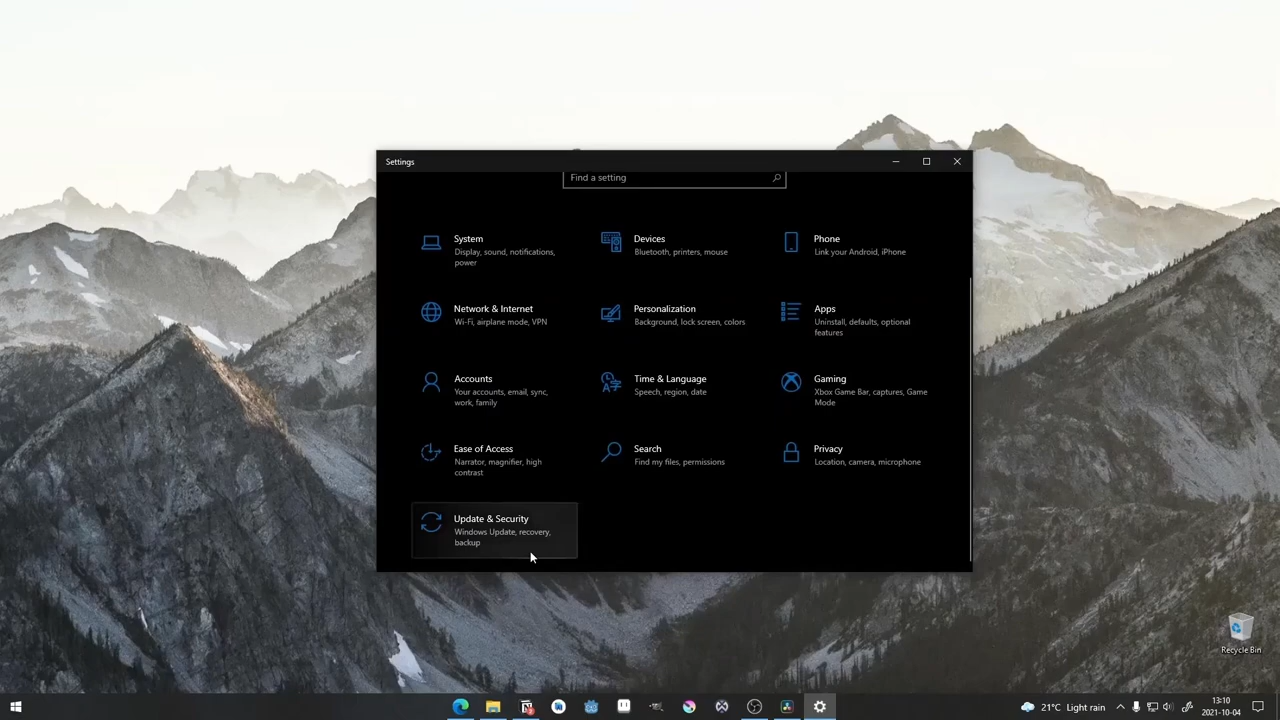 Settings
Find a setting
System
Display, sound, notifications,
power
Devices
Bluetooth, printers, mouse
Phone
Link your Android, iPhone
Network & Internet
Wi-Fi, airplane mode, VPN
Personalization
Background, lock screen, colors
Apps
Uninstall, defaults, optional
features
Accounts
Your accounts, email, sync,
work, family
Time & Language
Speech, region, date
Gaming
Xbox Game Bar, captures, Game
Mode
Ease of Access
Narrator, magnifier, high
contrast
Search
Find my files, permissions
Privacy
Location, camera, microphone
Update & Security
Windows Update, recovery,
backup
Recycle Bin
21°C Light rain
13:10
2021-10-04